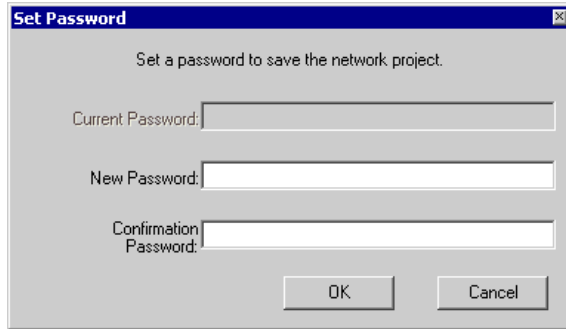 Set Password
Set a password to save the network project.
Current Password:
New Password:
Confirmation
Password:
OK Cancel